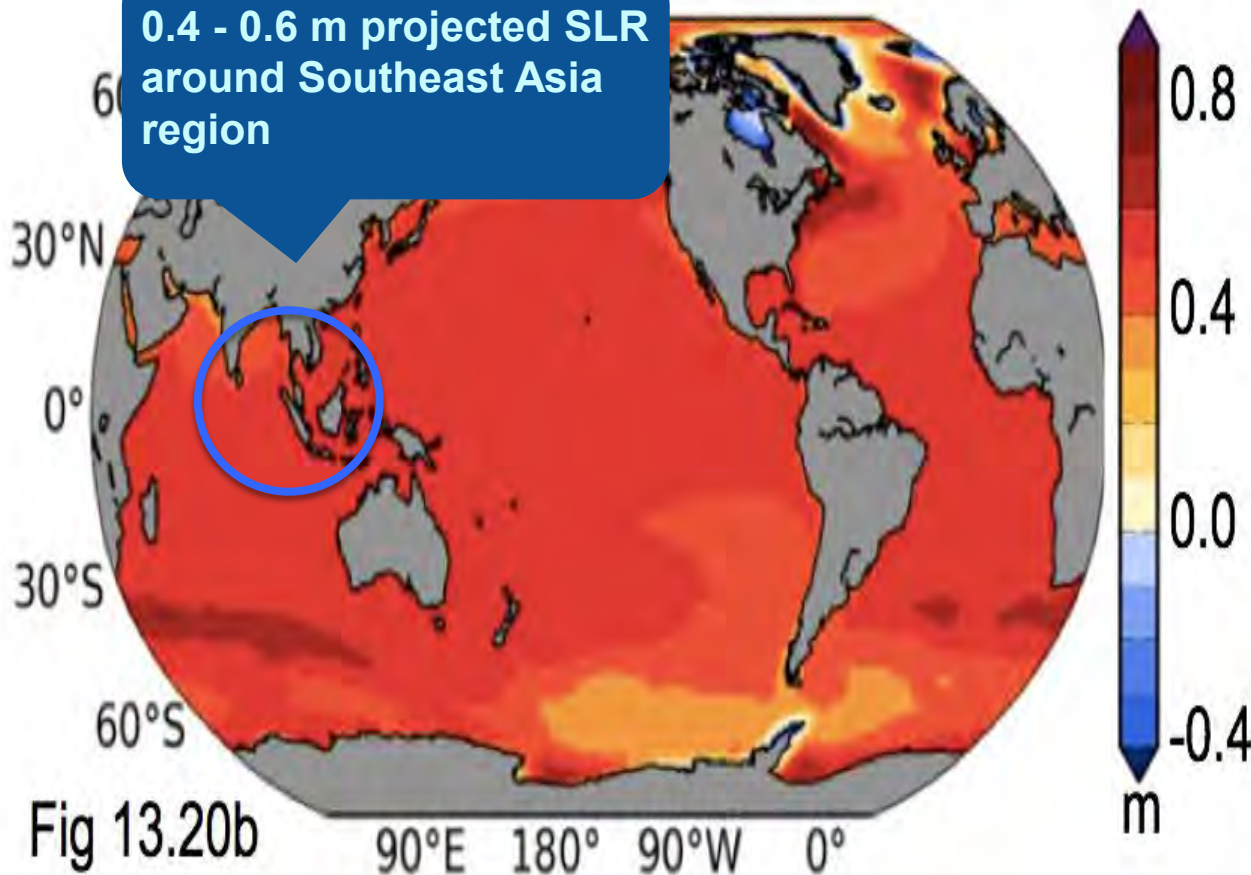 0.4 - 0.6 m projected SLR
around Southeast Asia
region
30°N
0°
30°S
60°S
90°E 180° 90°W 0°
0.8
0.4
0.0
-0.4
m
Fig 13.20b